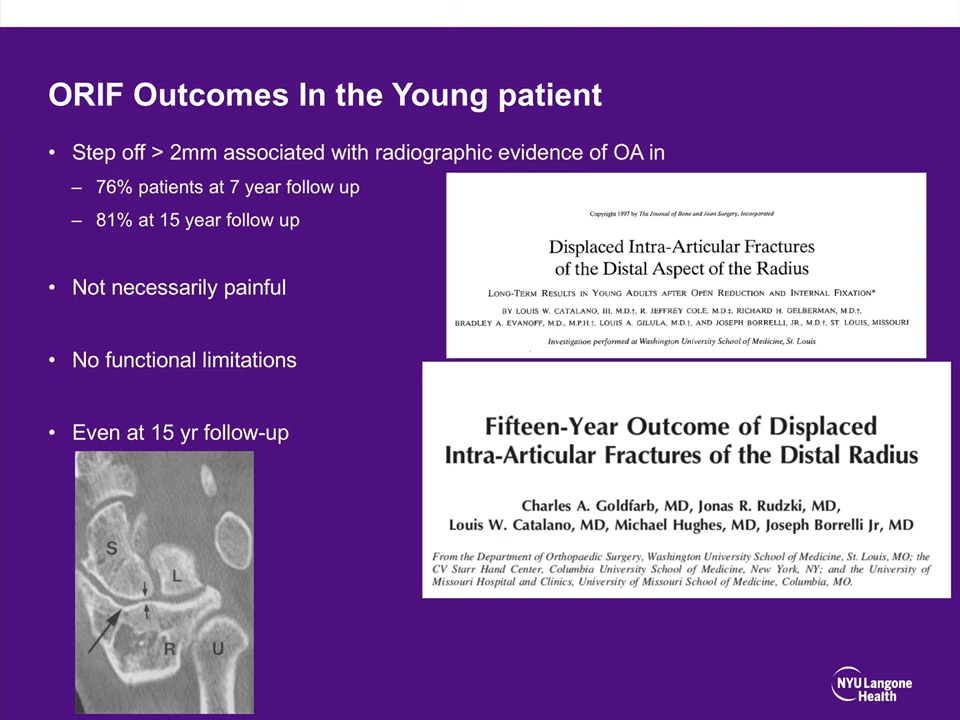 ORIF Outcomes In the Young patient
• Step off > 2mm associated with radiographic evidence of OA in
– 76% patients at 7 year follow up
– 81% at 15 year follow up
• Not necessarily painful
• No functional limitations
• Even at 15 yr follow-up
Copyright 1997 by The Journal of Bone and Joint Surgery, Incorporated
Displaced Intra-Articular Fractures
of the Distal Aspect of the Radius
LONG-TERM RESULTS IN YOUNG ADULTS AFTER OPEN REDUCTION AND INTERNAL FIXATION*
BY LOUIS W. CATALANO, III, M.D.†, R. JEFFREY COLE, M.D.‡, RICHARD H. GELBERMAN, M.D.†,
BRADLEY A. EVANOFF, M.D., M.P.H.†, LOUIS A. GILULA, M.D.†, AND JOSEPH BORRELLI, JR., M.D.†, ST. LOUIS, MISSOURI
Investigation performed at Washington University School of Medicine, St. Louis
Fifteen-Year Outcome of Displaced
Intra-Articular Fractures of the Distal Radius
Charles A. Goldfarb, MD, Jonas R. Rudzki, MD,
Louis W. Catalano, MD, Michael Hughes, MD, Joseph Borrelli Jr, MD
From the Department of Orthopaedic Surgery, Washington University School of Medicine, St. Louis, MO; the
CV Starr Hand Center, Columbia University School of Medicine, New York, NY; and the University of
Missouri Hospital and Clinics, University of Missouri School of Medicine, Columbia, MO.
S
L
R
U
NYU Langone
Health